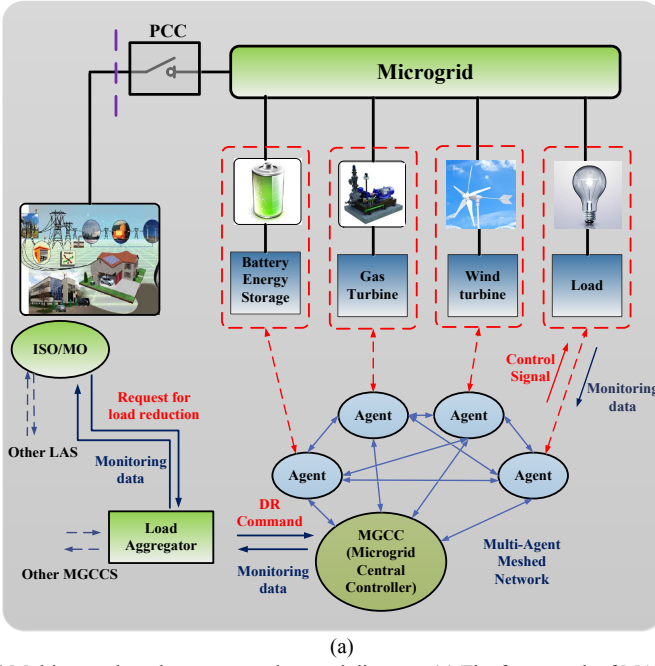 PCC
Microgrid
Battery
Energy
Storage
Gas
Turbine
Wind
turbine
Load
ISO/MO
Control
Signal
Monitoring
data
Request for
load reduction
Agent
Agent
Other LAS
Monitoring
data
Agent
Agent
DR
Command
Load
Aggregator
MGCC
(Microgrid
Central
Controller)
Multi-Agent
Meshed
Network
Other MGCCS
Monitoring
data
(a)